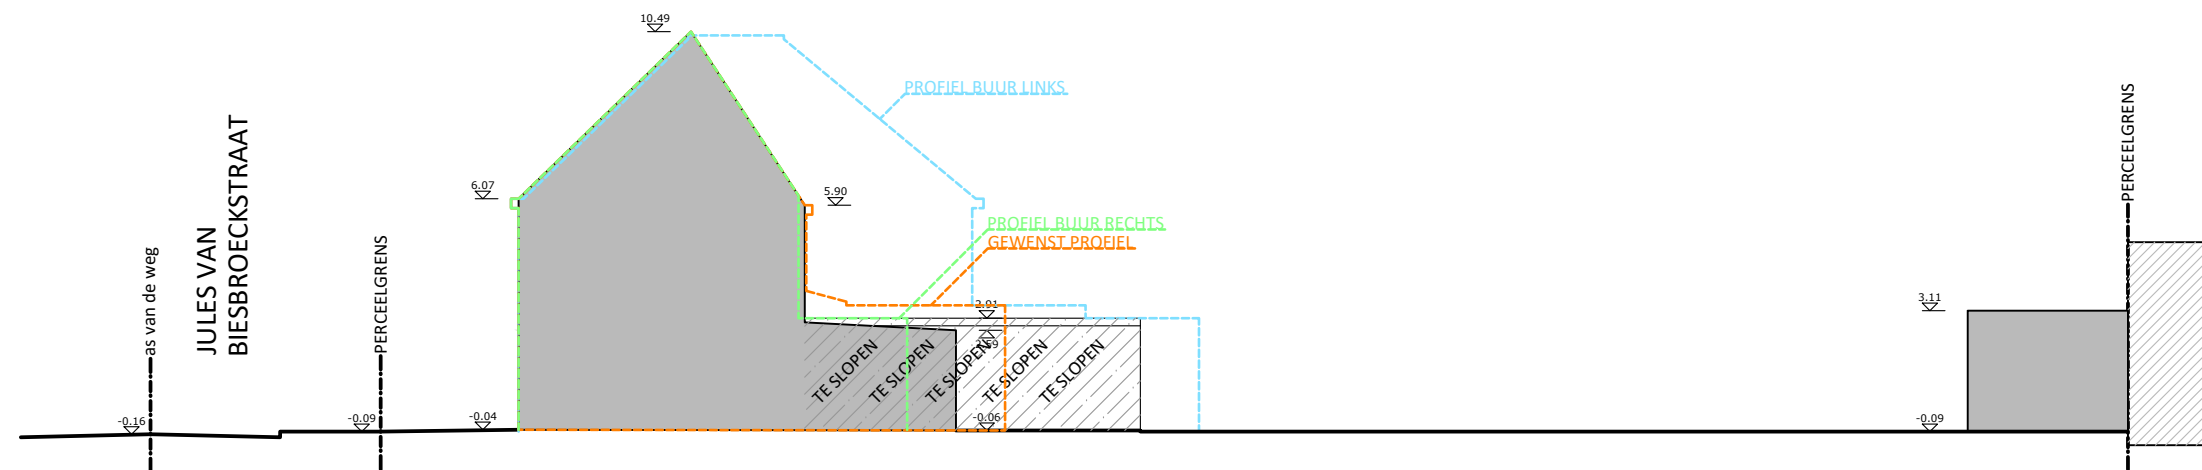 10.49
PROFIEL BUUR LINKS
PERCEELGRENS
JULES VAN
BIESBROECKSTRAAT
6.07
5.90
PROFIEL BUUR RECHTS
GEWENST PROFIEL
as van de weg
PERCEELGRENS
2.91
3.11
2.59
TE SLOPEN
TE SLOPEN
TE SLOPEN
TE SLOPEN
TE SLOPEN
-0.16
-0.09
-0.04
-0.06
-0.09